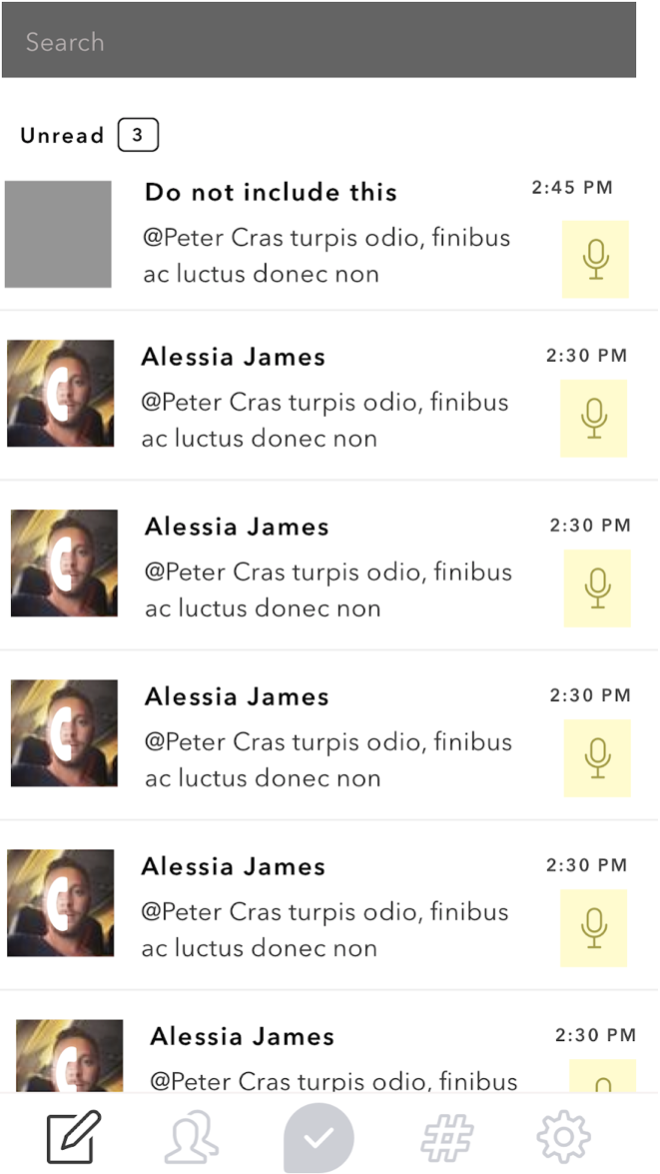 Search
Unread 3
Do not include this 2:45 PM
@Peter Cras turpis odio, finibus
ac luctus donec non
Alessia James 2:30 PM
@Peter Cras turpis odio, finibus
ac luctus donec non
Alessia James 2:30 PM
@Peter Cras turpis odio, finibus
ac luctus donec non
Alessia James 2:30 PM
@Peter Cras turpis odio, finibus
ac luctus donec non
Alessia James 2:30 PM
@Peter Cras turpis odio, finibus
ac luctus donec non
Alessia James 2:30 PM
@Peter Cras turpis odio, finibus